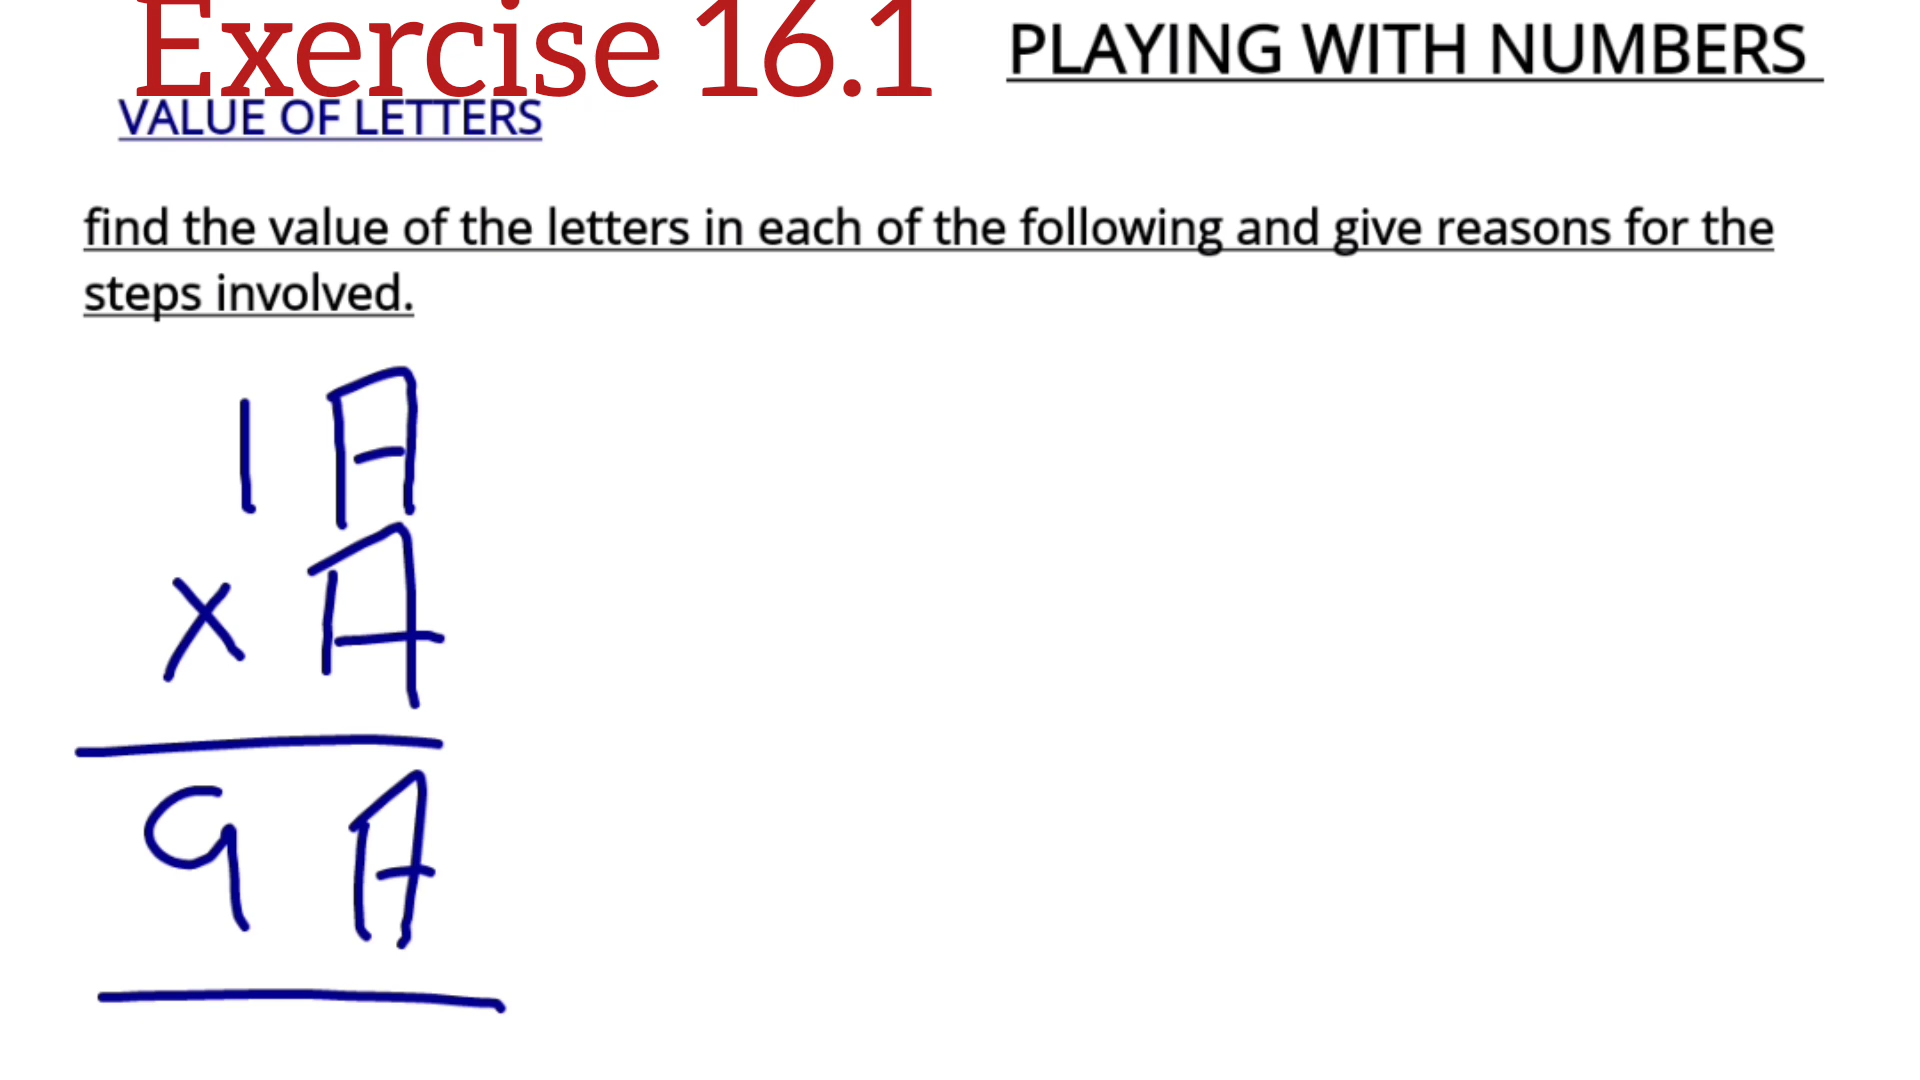 Exercise 16.1 PLAYING WITH NUMBERS
VALUE OF LETTERS
find the value of the letters in each of the following and give reasons for the
steps involved.
1 A
x A
9 A